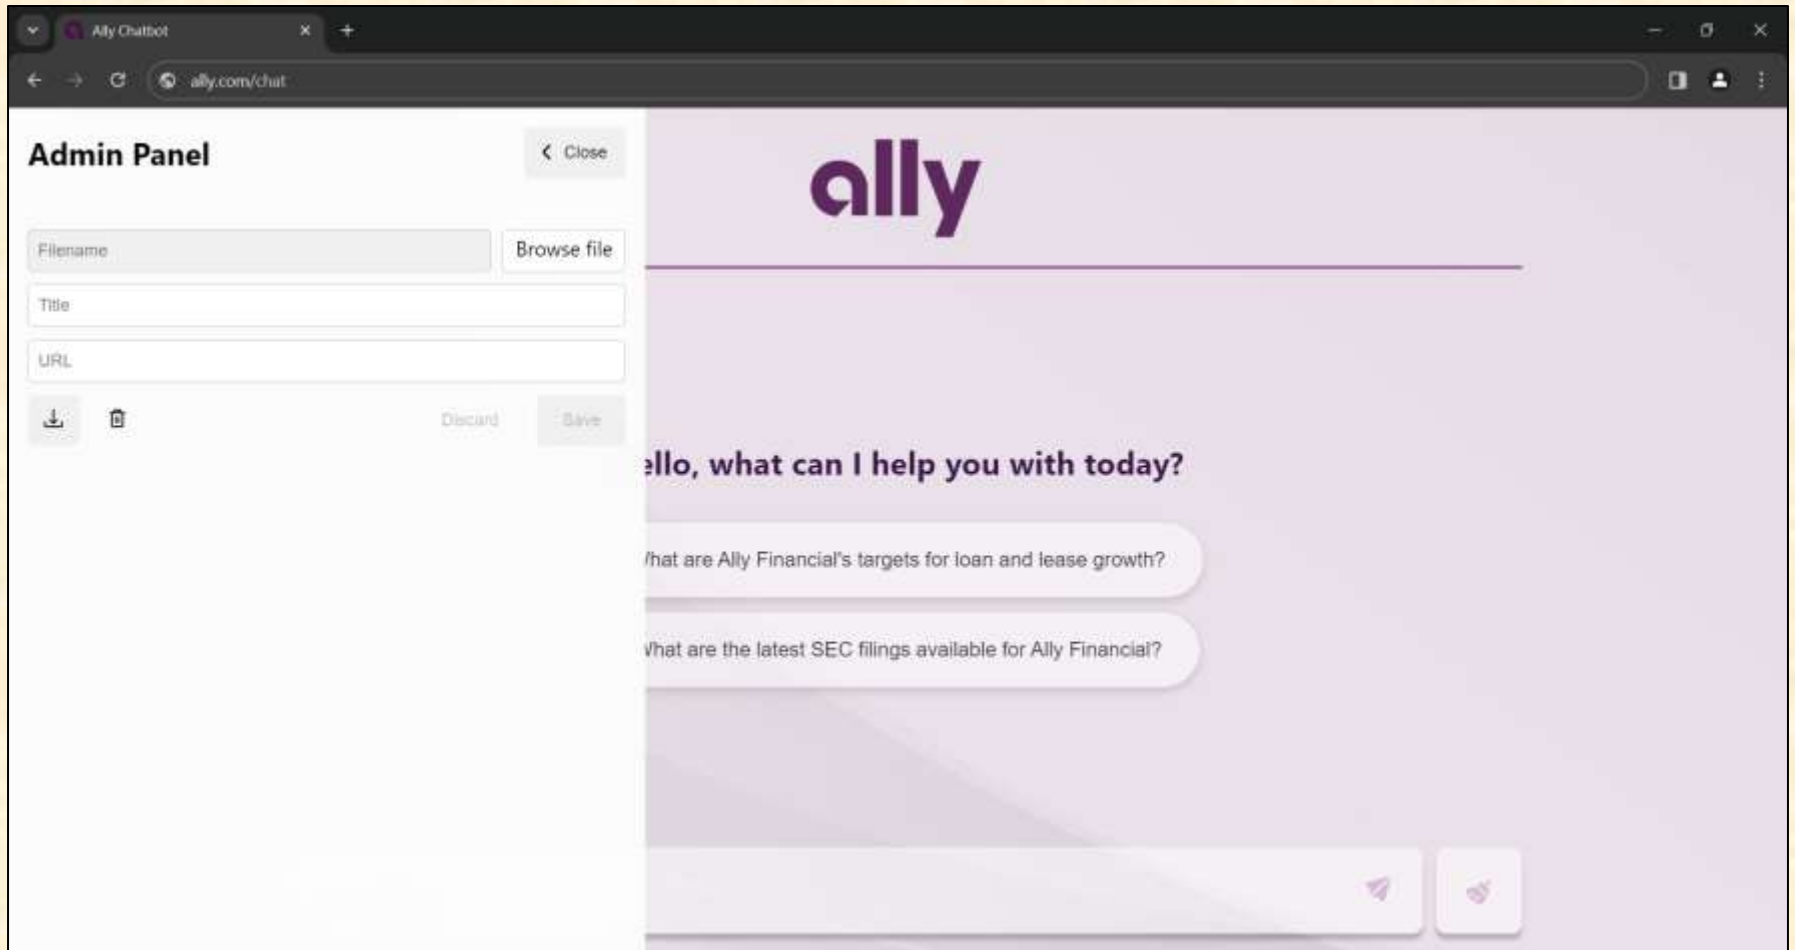 Ally Chatbot
ally.com/chat
Admin Panel
Close
ally
Filename
Browse file
Title
URL
Discard
Save
ello, what can I help you with today?
hat are Ally Financial's targets for loan and lease growth?
hat are the latest SEC filings available for Ally Financial?